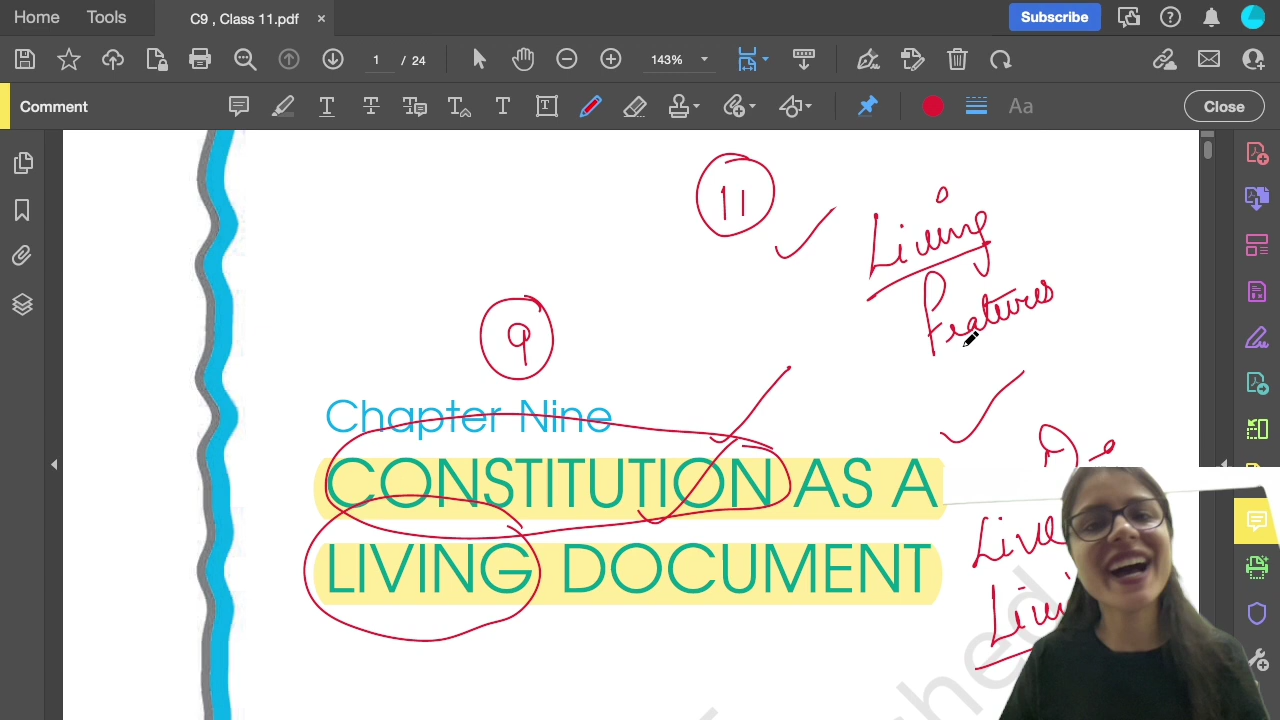 Home
Tools
C9 , Class 11.pdf
×
Subscribe
1 / 24
143%
Comment
Aa
Close
11
Living
Features
9
Chapter Nine
CONSTITUTION AS A
LIVING DOCUMENT